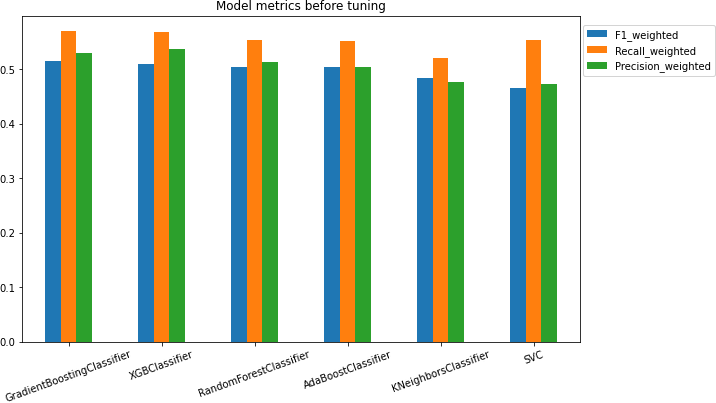 Model metrics before tuning
F1_weighted
Recall_weighted
Precision_weighted
0.5
0.4
0.3
0.2
0.1
0.0
GradientBoostingClassifier
XGBClassifier
RandomForestClassifier
AdaBoostClassifier
KNeighborsClassifier
SVC